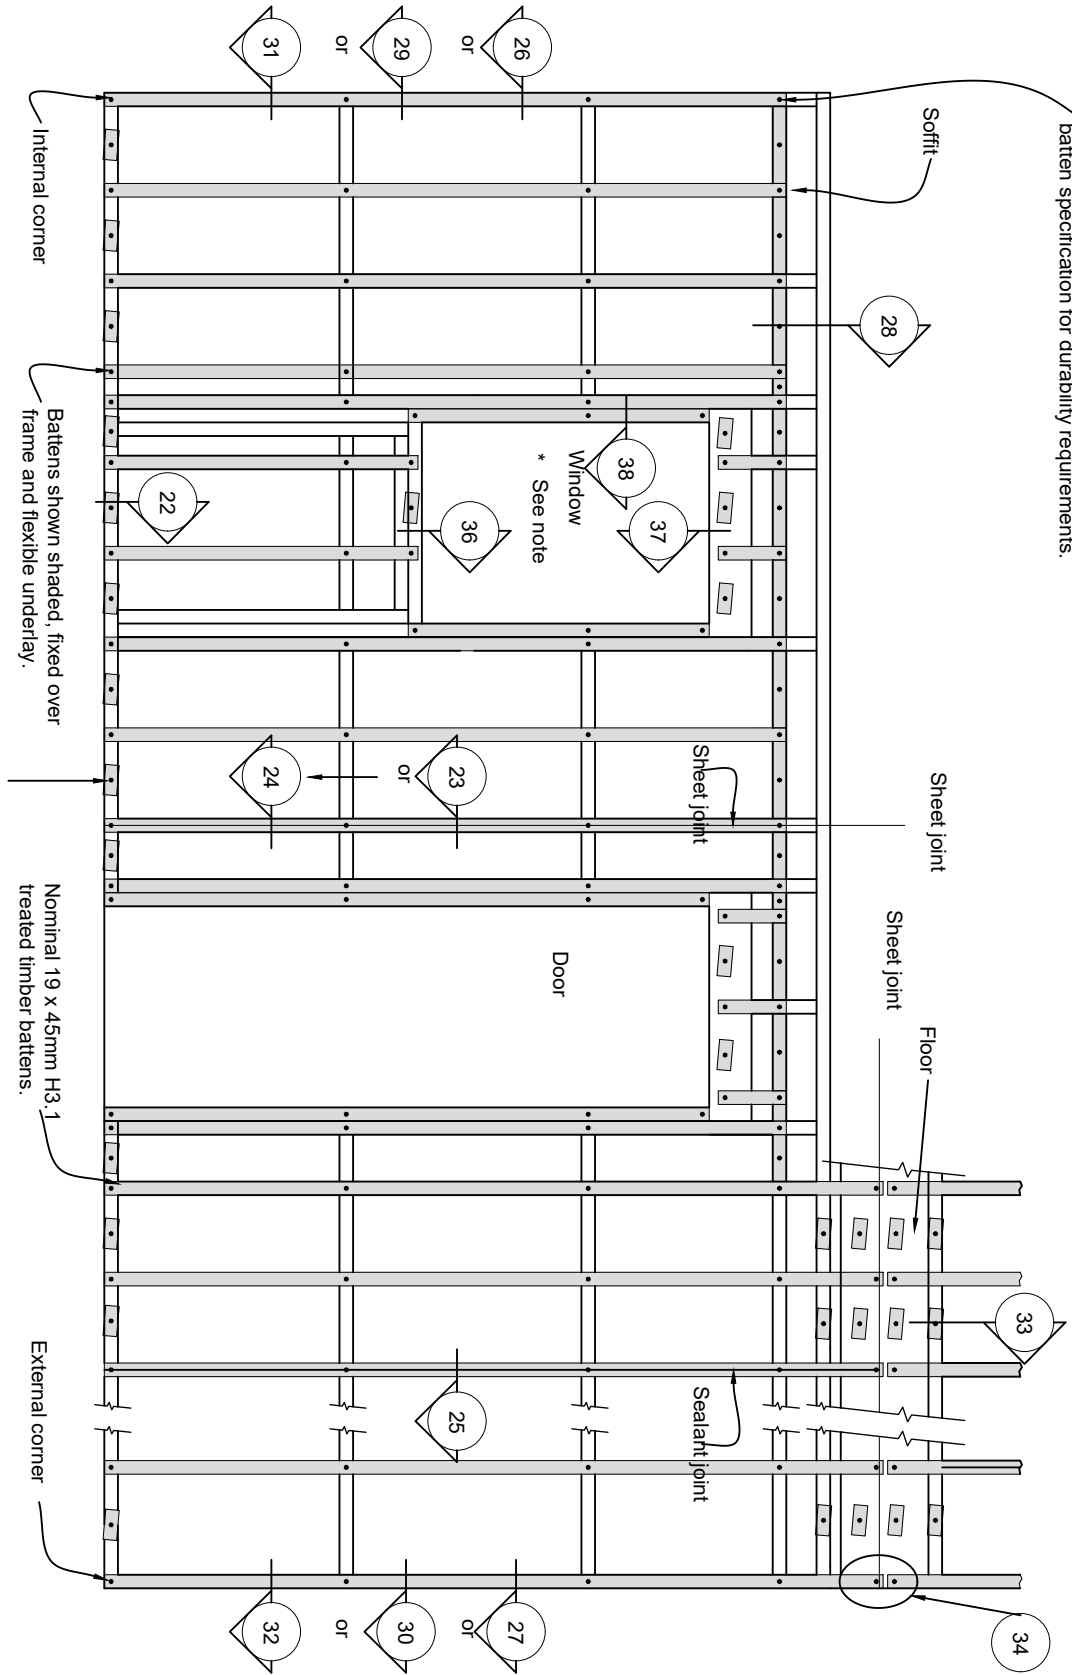 batten specification for durability requirements.
Soffit
Sheet joint
Sheet joint
Floor
28
33
34
Sheet joint
Sealant joint
38
37
Window
* See note
36
Door
26
or
29
or
31
23
or
24
25
27
or
30
or
32
22
Internal corner
Battens shown shaded, fixed over
frame and flexible underlay.
Nominal 19 x 45mm H3.1
treated timber battens.
External corner